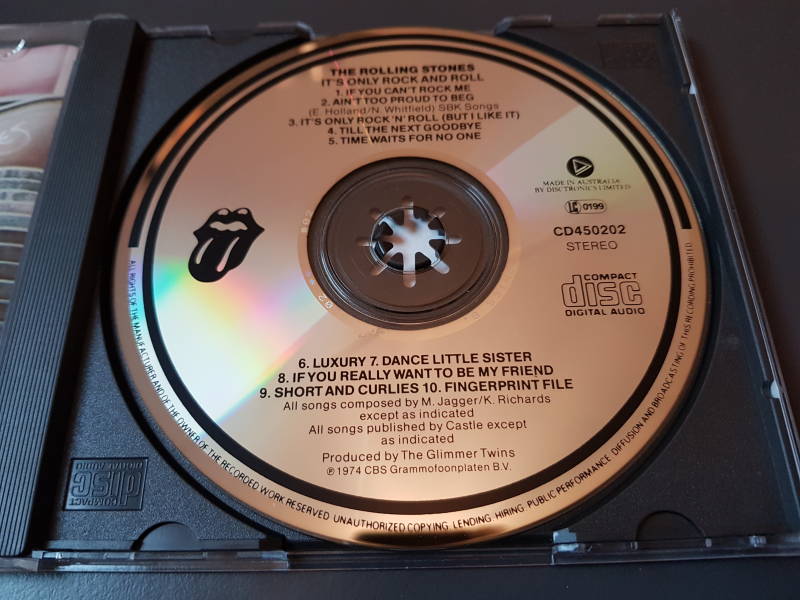 THE ROLLING STONES
IT'S ONLY ROCK AND ROLL
1. IF YOU CAN'T ROCK ME
2. AIN'T TOO PROUD TO BEG
(E. Holland/N. Whitfield) SBK Songs
3. IT'S ONLY ROCK'N'ROLL (BUT I LIKE IT)
4. TILL THE NEXT GOODBYE
5. TIME WAITS FOR NO ONE
MADE IN AUSTRALIA
BY DISCTRONICS LIMITED
0199
CD450202
STEREO
COMPACT
disc
DIGITAL AUDIO
6. LUXURY 7. DANCE LITTLE SISTER
8. IF YOU REALLY WANT TO BE MY FRIEND
9. SHORT AND CURLIES 10. FINGERPRINT FILE
All songs composed by M. Jagger/K. Richards
except as indicated
All songs published by Castle except
as indicated
Produced by The Glimmer Twins
℗ 1974 CBS Grammofoonplaten B.V.
ALL RIGHTS OF THE MANUFACTURER AND OF THE OWNER OF THE RECORDED WORK RESERVED. UNAUTHORIZED COPYING, LENDING, HIRING, PUBLIC PERFORMANCE, DIFFUSION AND BROADCASTING OF THIS RECORDING PROHIBITED.
COMPACT
disc
DIGITAL AUDIO